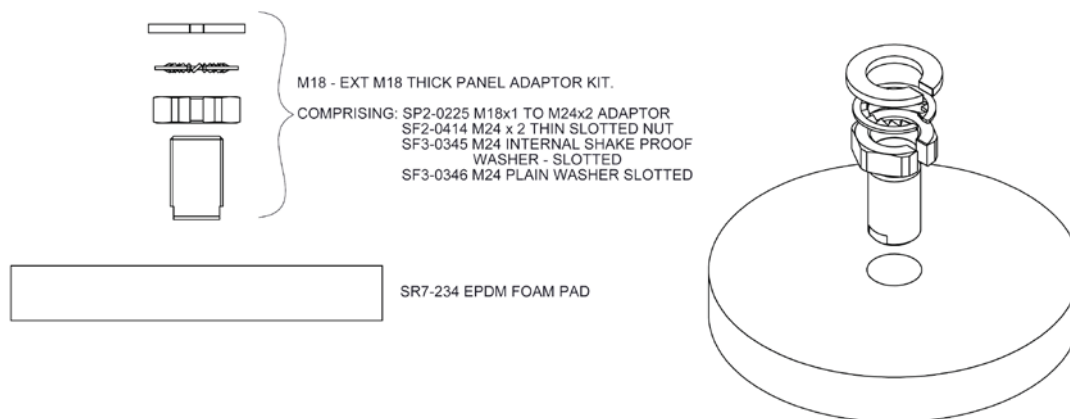 M18 - EXT M18 THICK PANEL ADAPTOR KIT.
COMPRISING: SP2-0225 M18x1 TO M24x2 ADAPTOR
SF2-0414 M24 x 2 THIN SLOTTED NUT
SF3-0345 M24 INTERNAL SHAKE PROOF
WASHER - SLOTTED
SF3-0346 M24 PLAIN WASHER SLOTTED
SR7-234 EPDM FOAM PAD